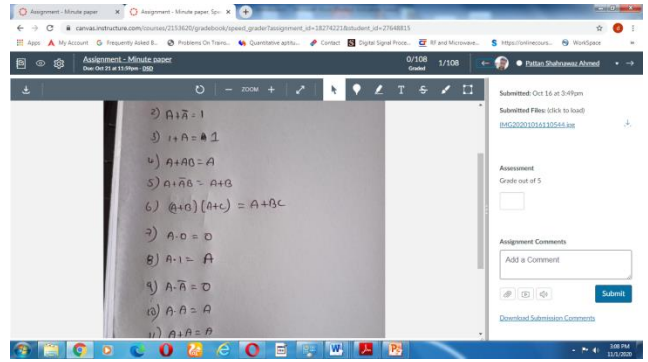 Assignment - Minute paper
Assignment - Minute paper, Spe
canvas.instructure.com/courses/2153620/gradebook/speed_grader?assignment_id=18274221&student_id=27648815
Apps
My Account
Frequently Asked B...
Problems On Trains...
Quantitative aptitu...
Contact
Digital Signal Proce...
RF and Microwave...
https://onlinecours...
WorkSpace
Assignment - Minute paper
Due: Oct 21 at 11:59pm - DSD
0/108
Graded
1/108
Pattan Shahnawaz Ahmed
ZOOM
2) A+Ā = 1
3) 1+A = 1
4) A+AB = A
5) A+ĀB = A+B
6) (A+B) (A+C) = A+BC
7) A·0 = 0
8) A·1 = A
9) A·Ā = 0
10) A·A = A
11) A+A = A
Submitted: Oct 16 at 3:49pm
Submitted Files: (click to load)
IMG20201016110544.jpg
Assessment
Grade out of 5
Assignment Comments
Add a Comment
Submit
Download Submission Comments
3:08 PM
11/1/2020